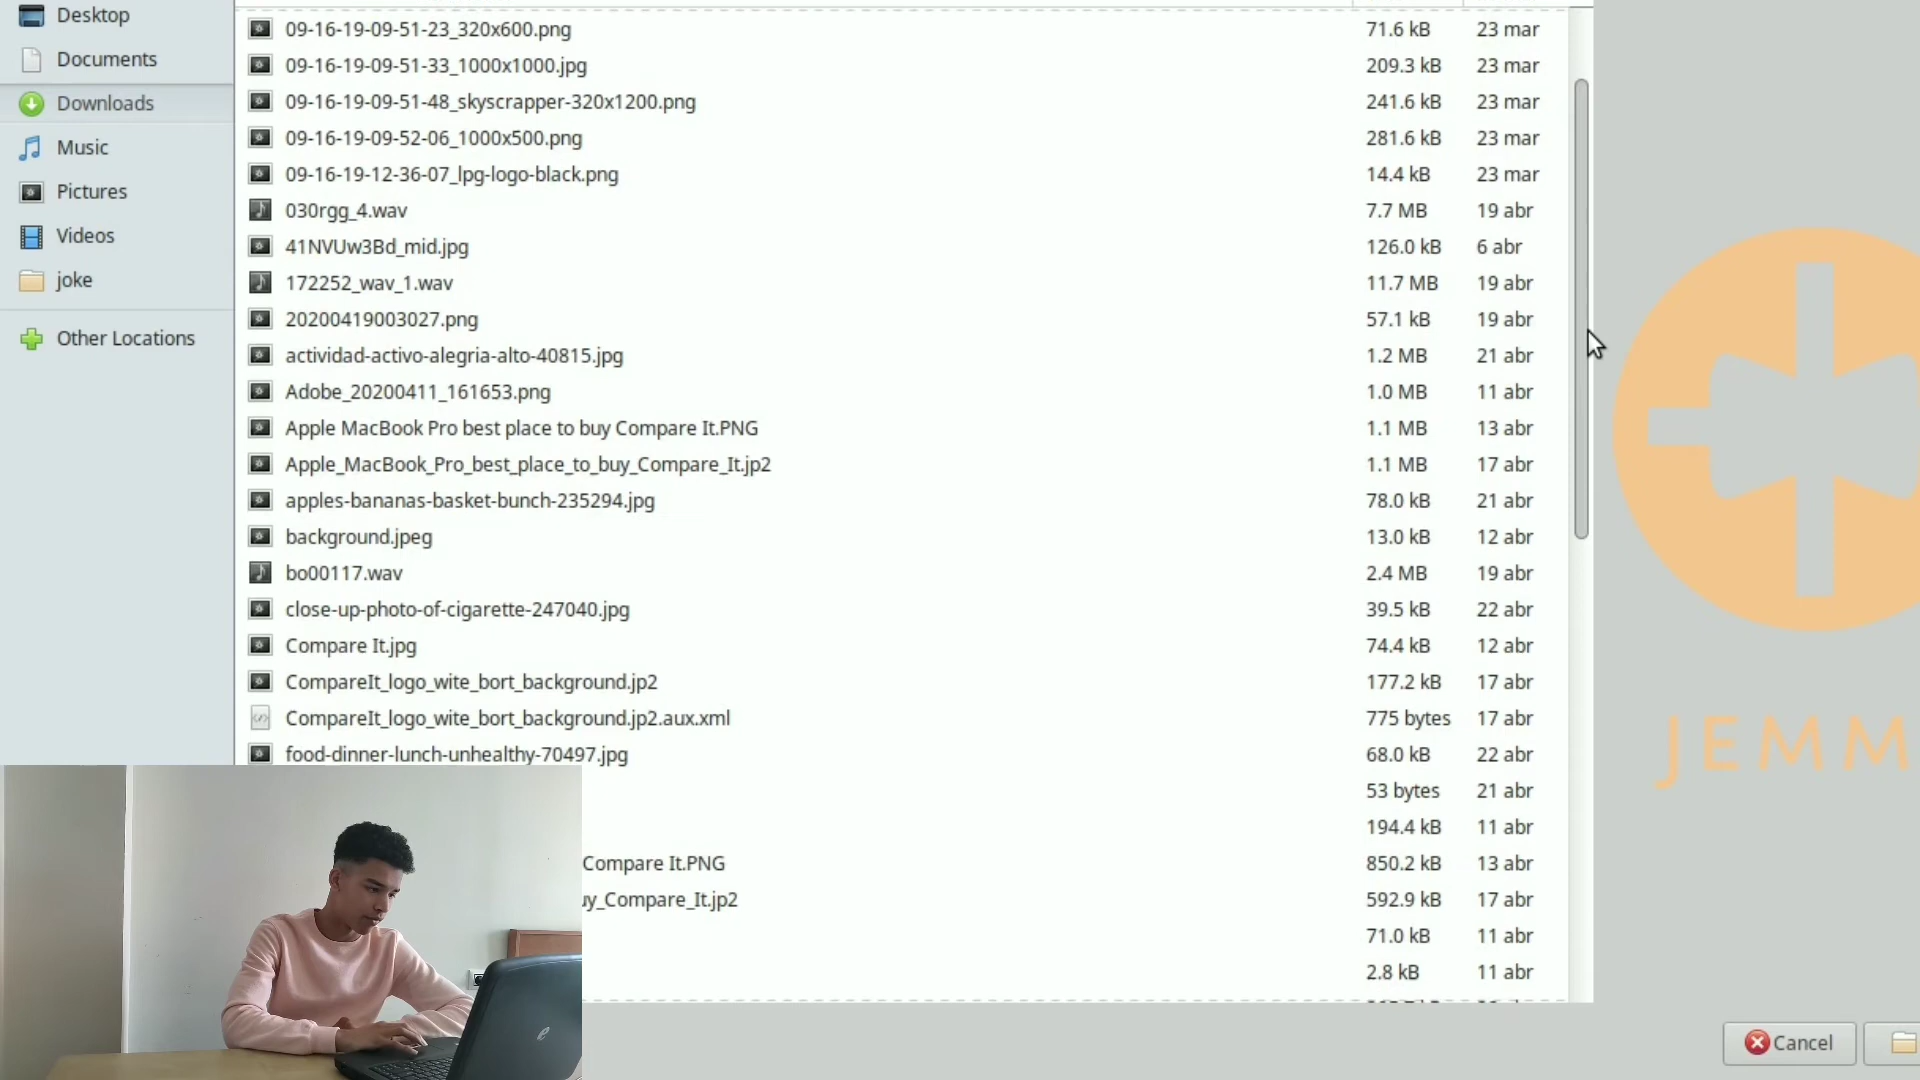 Desktop
Documents
Downloads
Music
Pictures
Videos
joke
Other Locations
09-16-19-09-51-23_320x600.png 71.6 kB 23 mar
09-16-19-09-51-33_1000x1000.jpg 209.3 kB 23 mar
09-16-19-09-51-48_skyscrapper-320x1200.png 241.6 kB 23 mar
09-16-19-09-52-06_1000x500.png 281.6 kB 23 mar
09-16-19-12-36-07_lpg-logo-black.png 14.4 kB 23 mar
030rgg_4.wav 7.7 MB 19 abr
41NVUw3Bd_mid.jpg 126.0 kB 6 abr
172252_wav_1.wav 11.7 MB 19 abr
20200419003027.png 57.1 kB 19 abr
actividad-activo-alegria-alto-40815.jpg 1.2 MB 21 abr
Adobe_20200411_161653.png 1.0 MB 11 abr
Apple MacBook Pro best place to buy Compare It.PNG 1.1 MB 13 abr
Apple_MacBook_Pro_best_place_to_buy_Compare_It.jp2 1.1 MB 17 abr
apples-bananas-basket-bunch-235294.jpg 78.0 kB 21 abr
background.jpeg 13.0 kB 12 abr
bo00117.wav 2.4 MB 19 abr
close-up-photo-of-cigarette-247040.jpg 39.5 kB 22 abr
Compare It.jpg 74.4 kB 12 abr
CompareIt_logo_wite_bort_background.jp2 177.2 kB 17 abr
CompareIt_logo_wite_bort_background.jp2.aux.xml 775 bytes 17 abr
food-dinner-lunch-unhealthy-70497.jpg 68.0 kB 22 abr
53 bytes 21 abr
194.4 kB 11 abr
Compare It.PNG 850.2 kB 13 abr
uy_Compare_It.jp2 592.9 kB 17 abr
71.0 kB 11 abr
2.8 kB 11 abr
JEMM
Cancel